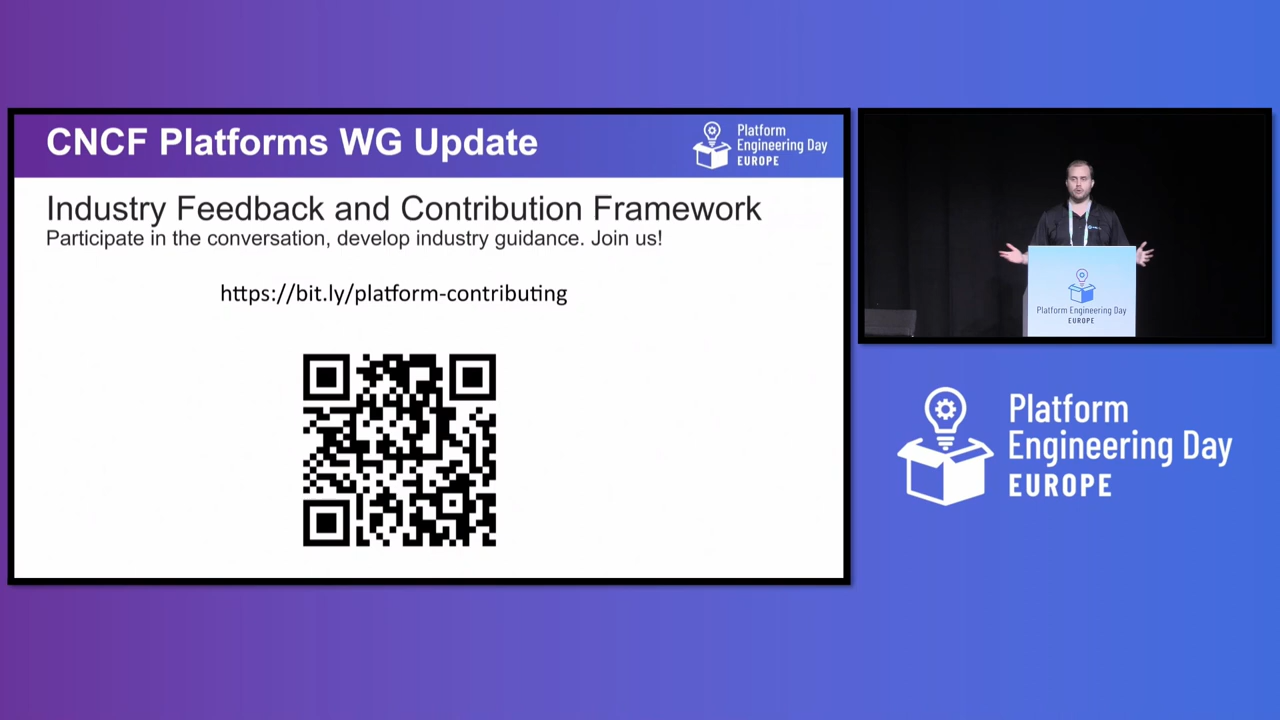 CNCF Platforms WG Update
Platform
Engineering Day
EUROPE
Industry Feedback and Contribution Framework
Participate in the conversation, develop industry guidance. Join us!
https://bit.ly/platform-contributing
Platform Engineering Day
EUROPE
Platform
Engineering Day
EUROPE